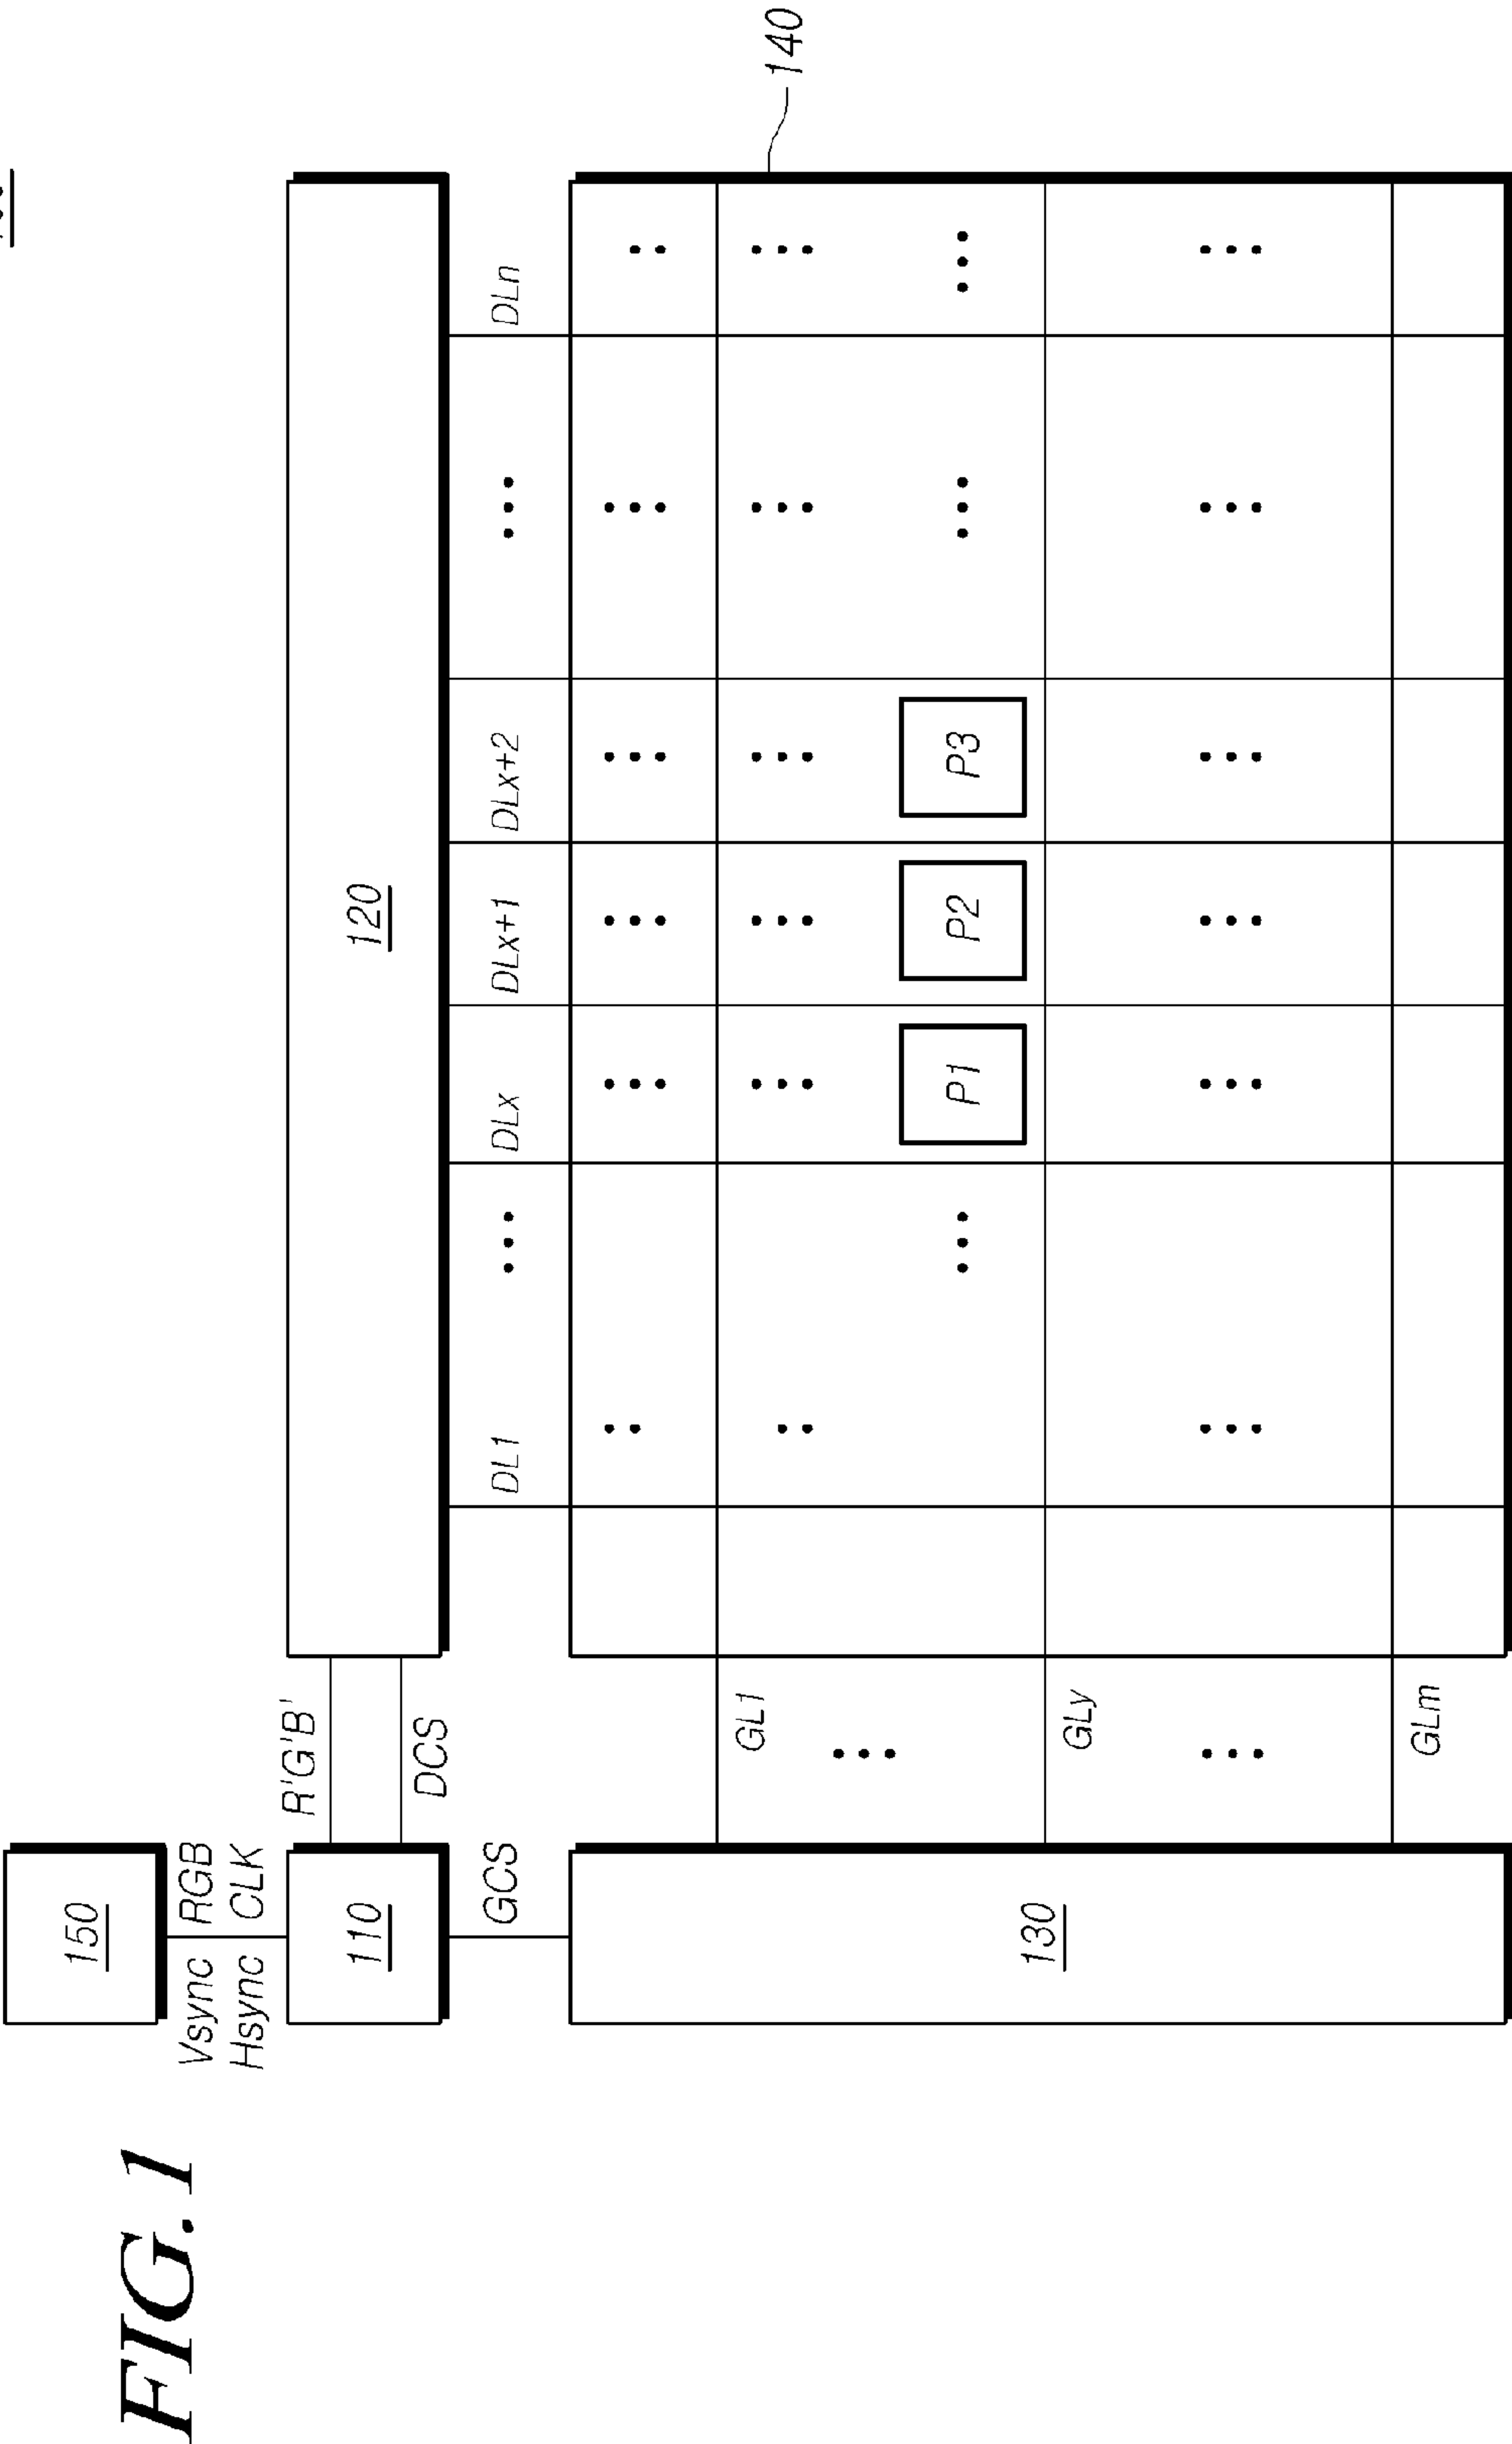 FIG. 1
150
Vsync RGB
Hsync CLK
110
R'G'B'
DCS
120
GCS
DL1
DLx
DLx+1
DLx+2
DLn
140
GL1
P1
P2
P3
GLy
130
GLm